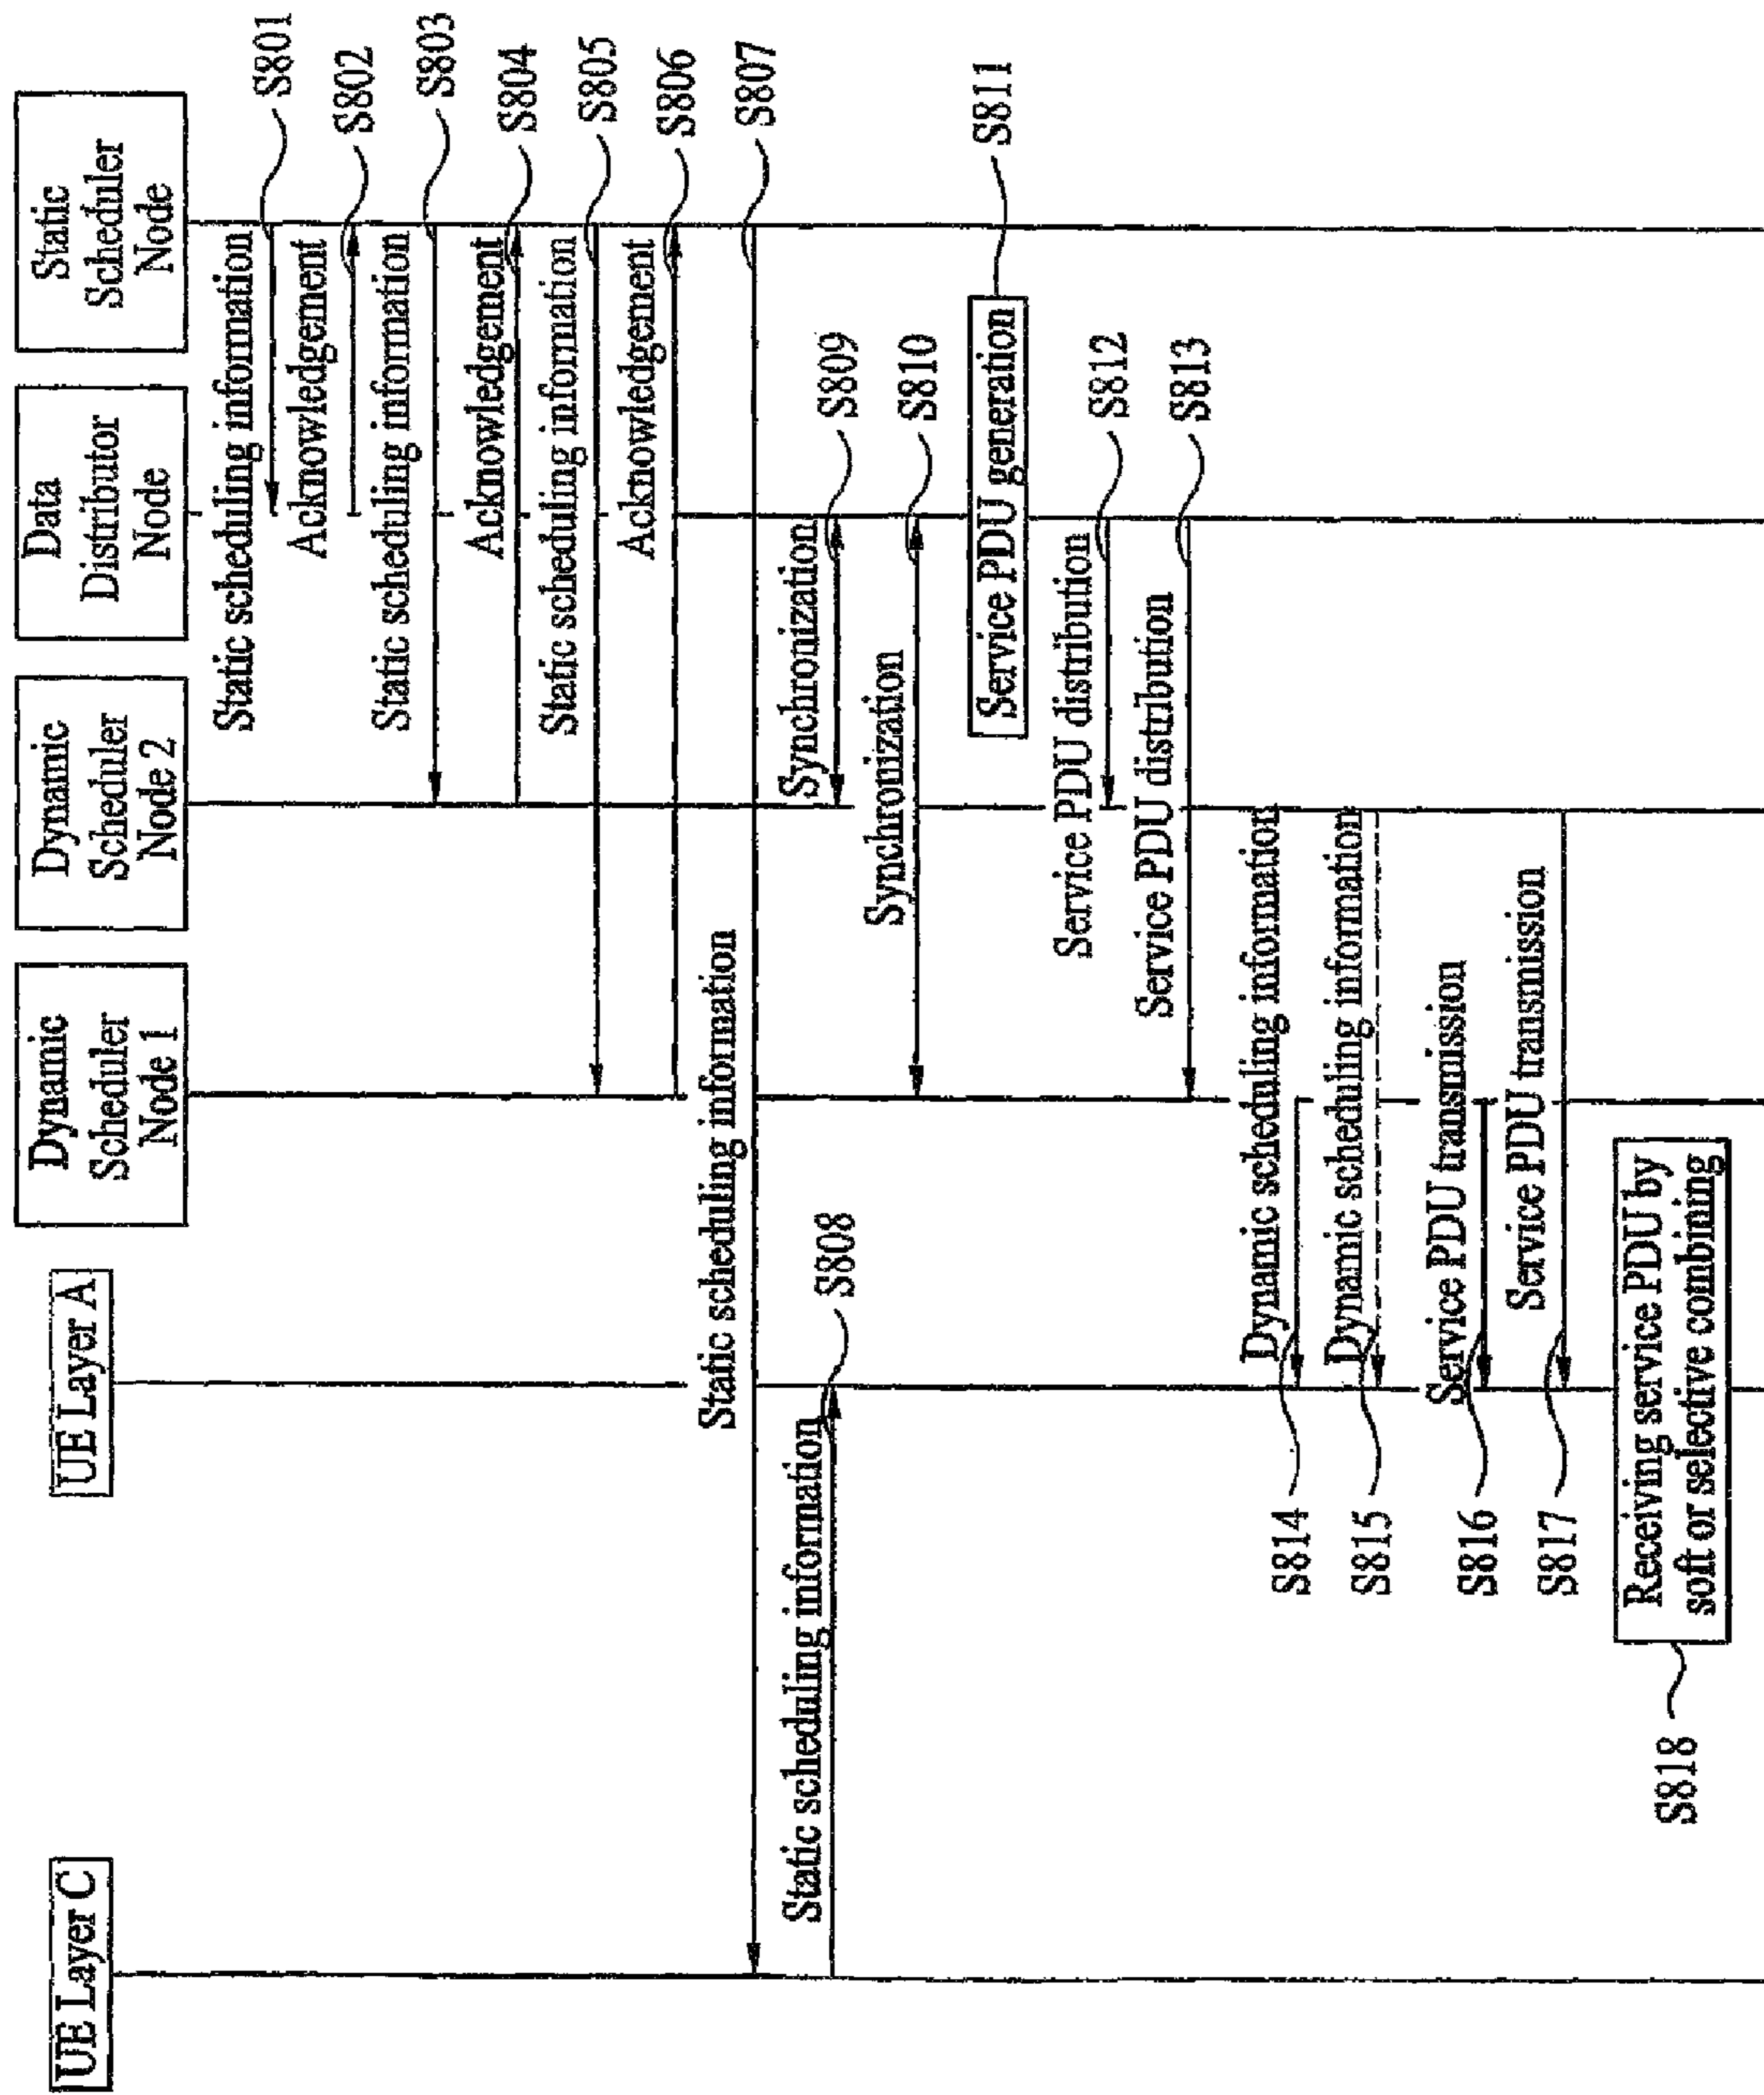 UE Layer C
UE Layer A
Dynamic
Scheduler
Node 1
Dynamic
Scheduler
Node 2
Data
Distributor
Node
Static
Scheduler
Node
Static scheduling information
S801
Acknowledgement
S802
Static scheduling information
S803
Acknowledgement
S804
Static scheduling information
S805
Acknowledgement
S806
Static scheduling information
S807
Static scheduling information
S808
Synchronization
S809
Synchronization
S810
Service PDU generation
S811
Service PDU distribution
S812
Service PDU distribution
S813
Dynamic scheduling information
S814
Dynamic scheduling information
S815
Service PDU transmission
S816
Service PDU transmission
S817
Receiving service PDU by
soft or selective combining
S818